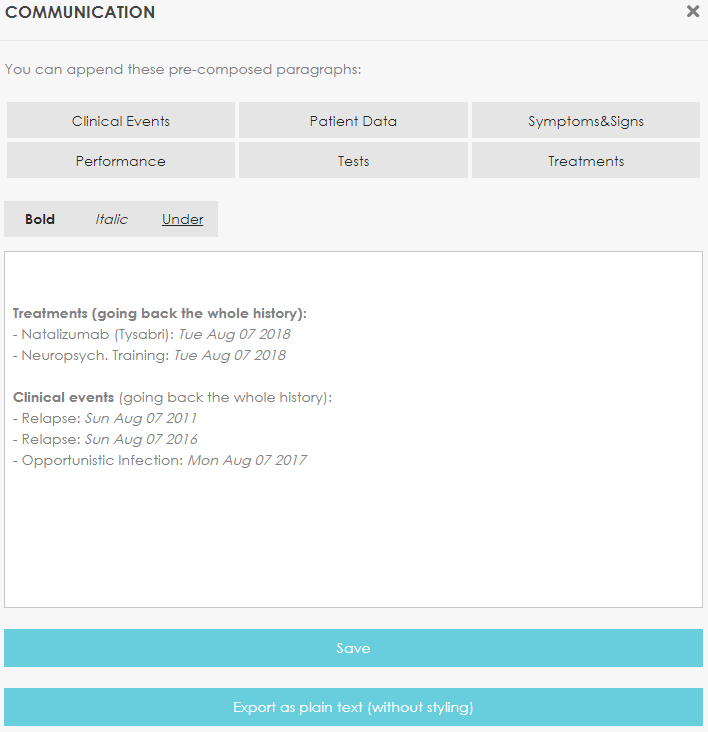 COMMUNICATION
You can append these pre-composed paragraphs:
Clinical Events Patient Data Symptoms&Signs
Performance Tests Treatments
Bold Italic Under
Treatments (going back the whole history):
- Natalizumab (Tysabri): Tue Aug 07 2018
- Neuropsych. Training: Tue Aug 07 2018
Clinical events (going back the whole history):
- Relapse: Sun Aug 07 2011
- Relapse: Sun Aug 07 2016
- Opportunistic Infection: Mon Aug 07 2017
Save
Export as plain text (without styling)